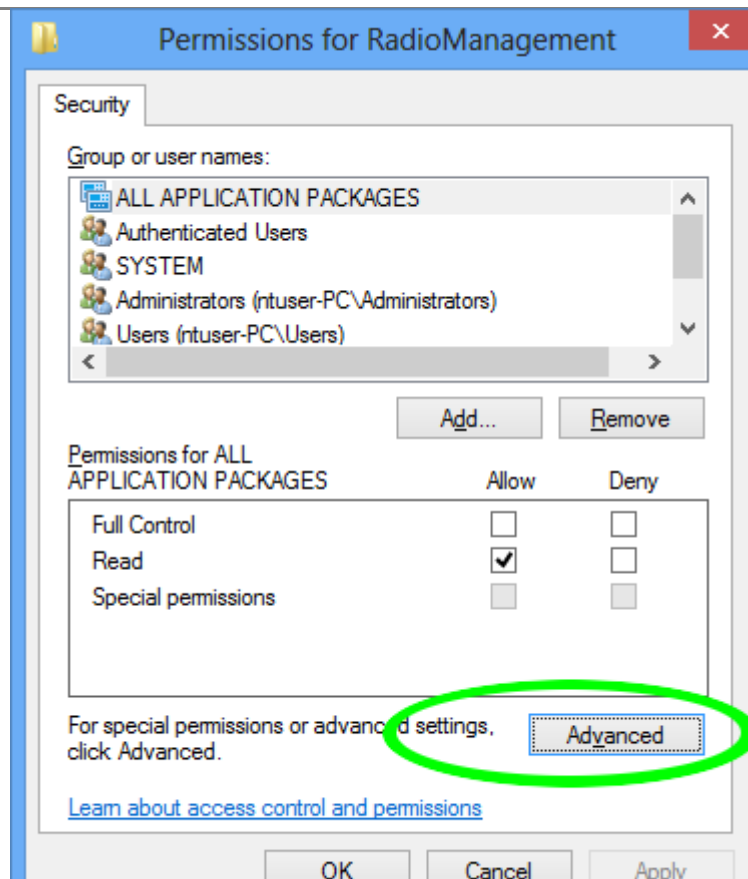 Permissions for RadioManagement
Security
Group or user names:
ALL APPLICATION PACKAGES
Authenticated Users
SYSTEM
Administrators (ntuser-PC\Administrators)
Users (ntuser-PC\Users)
Add...
Remove
Permissions for ALL
APPLICATION PACKAGES
Allow
Deny
Full Control
Read
Special permissions
For special permissions or advanced settings,
click Advanced.
Advanced
Learn about access control and permissions
OK
Cancel
Apply